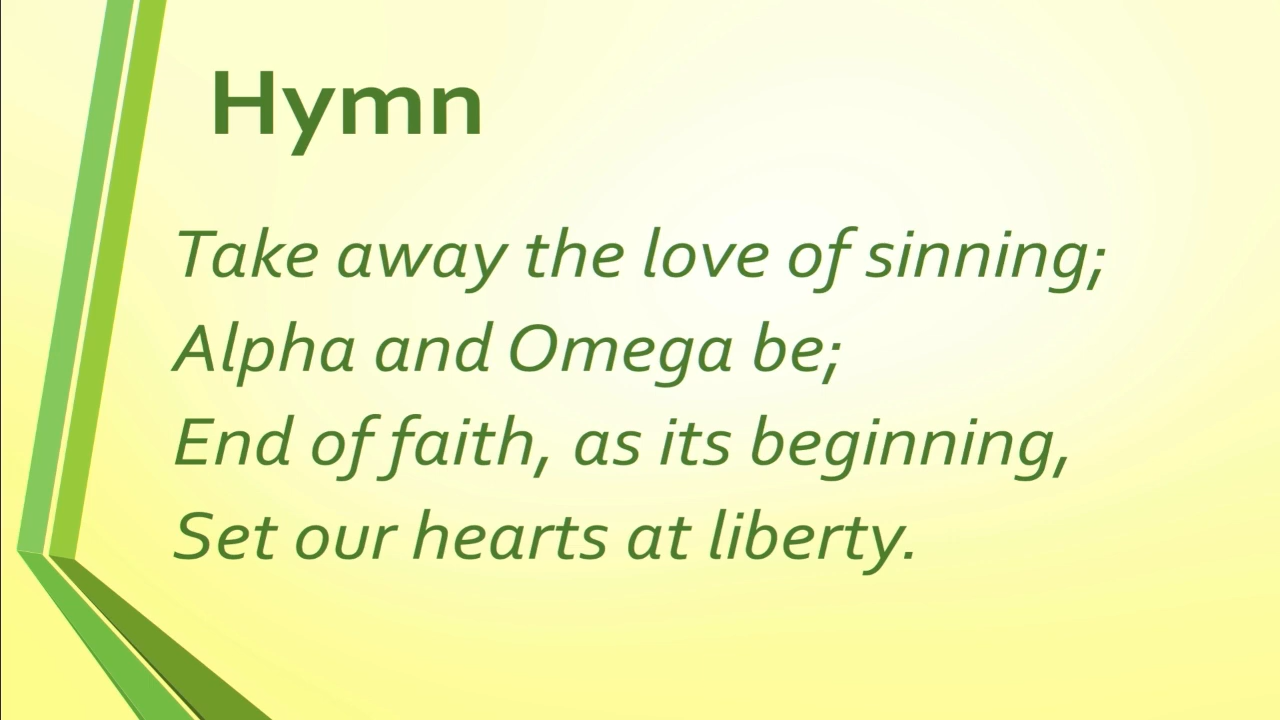 Hymn
Take away the love of sinning;
Alpha and Omega be;
End of faith, as its beginning,
Set our hearts at liberty.